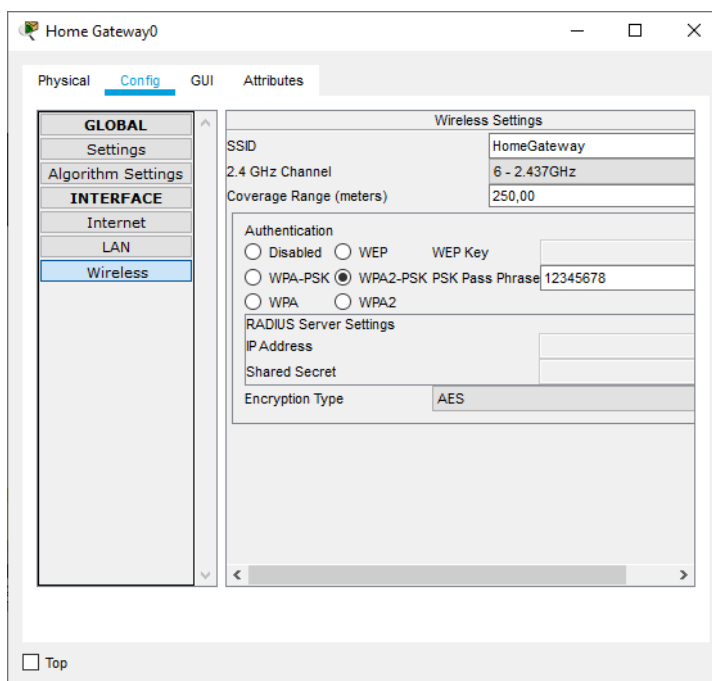 Home Gateway0
Physical Config GUI Attributes
GLOBAL
Settings
Algorithm Settings
INTERFACE
Internet
LAN
Wireless
Wireless Settings
SSID HomeGateway
2.4 GHz Channel 6 - 2.437GHz
Coverage Range (meters) 250,00
Authentication
Disabled WEP WEP Key
WPA-PSK WPA2-PSK PSK Pass Phrase 12345678
WPA WPA2
RADIUS Server Settings
IP Address
Shared Secret
Encryption Type AES
Top